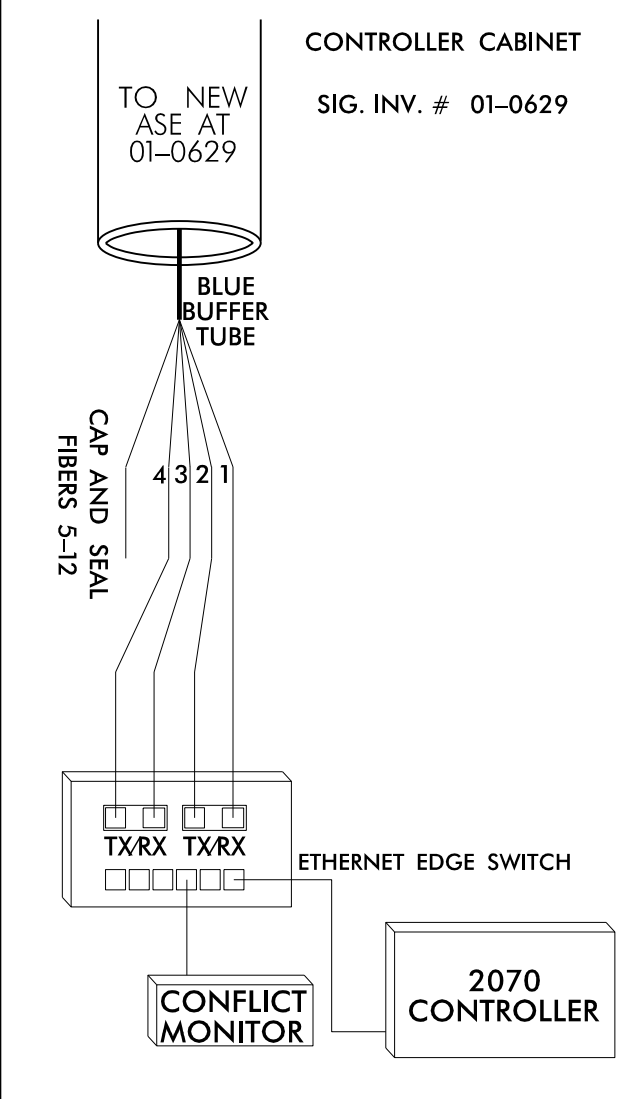 CONTROLLER CABINET
SIG. INV. # 01–0629
TO NEW
ASE AT
01–0629
BLUE
BUFFER
TUBE
CAP AND SEAL
FIBERS 5–12
4 3 2 1
TX/RX TX/RX
ETHERNET EDGE SWITCH
CONFLICT
MONITOR
2070
CONTROLLER